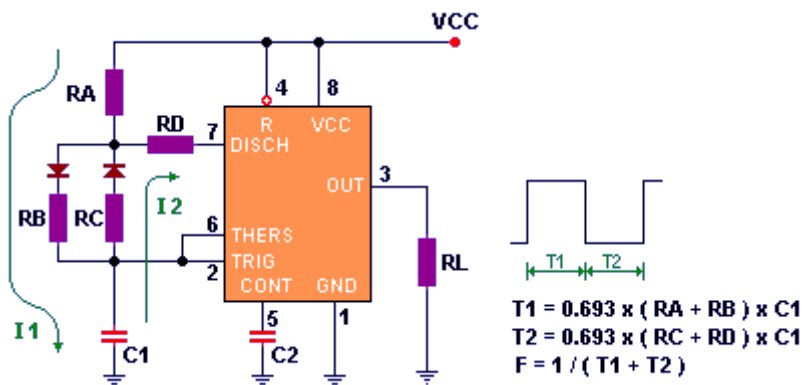 VCC
RA
4
8
RD
7
R
VCC
DISCH
OUT
3
RB
RC
I2
6
THERS
2
TRIG
RL
CONT
GND
I1
C1
5
C2
1
T1
T2
T1 = 0.693 x ( RA + RB ) x C1
T2 = 0.693 x ( RC + RD ) x C1
F = 1 / ( T1 + T2 )